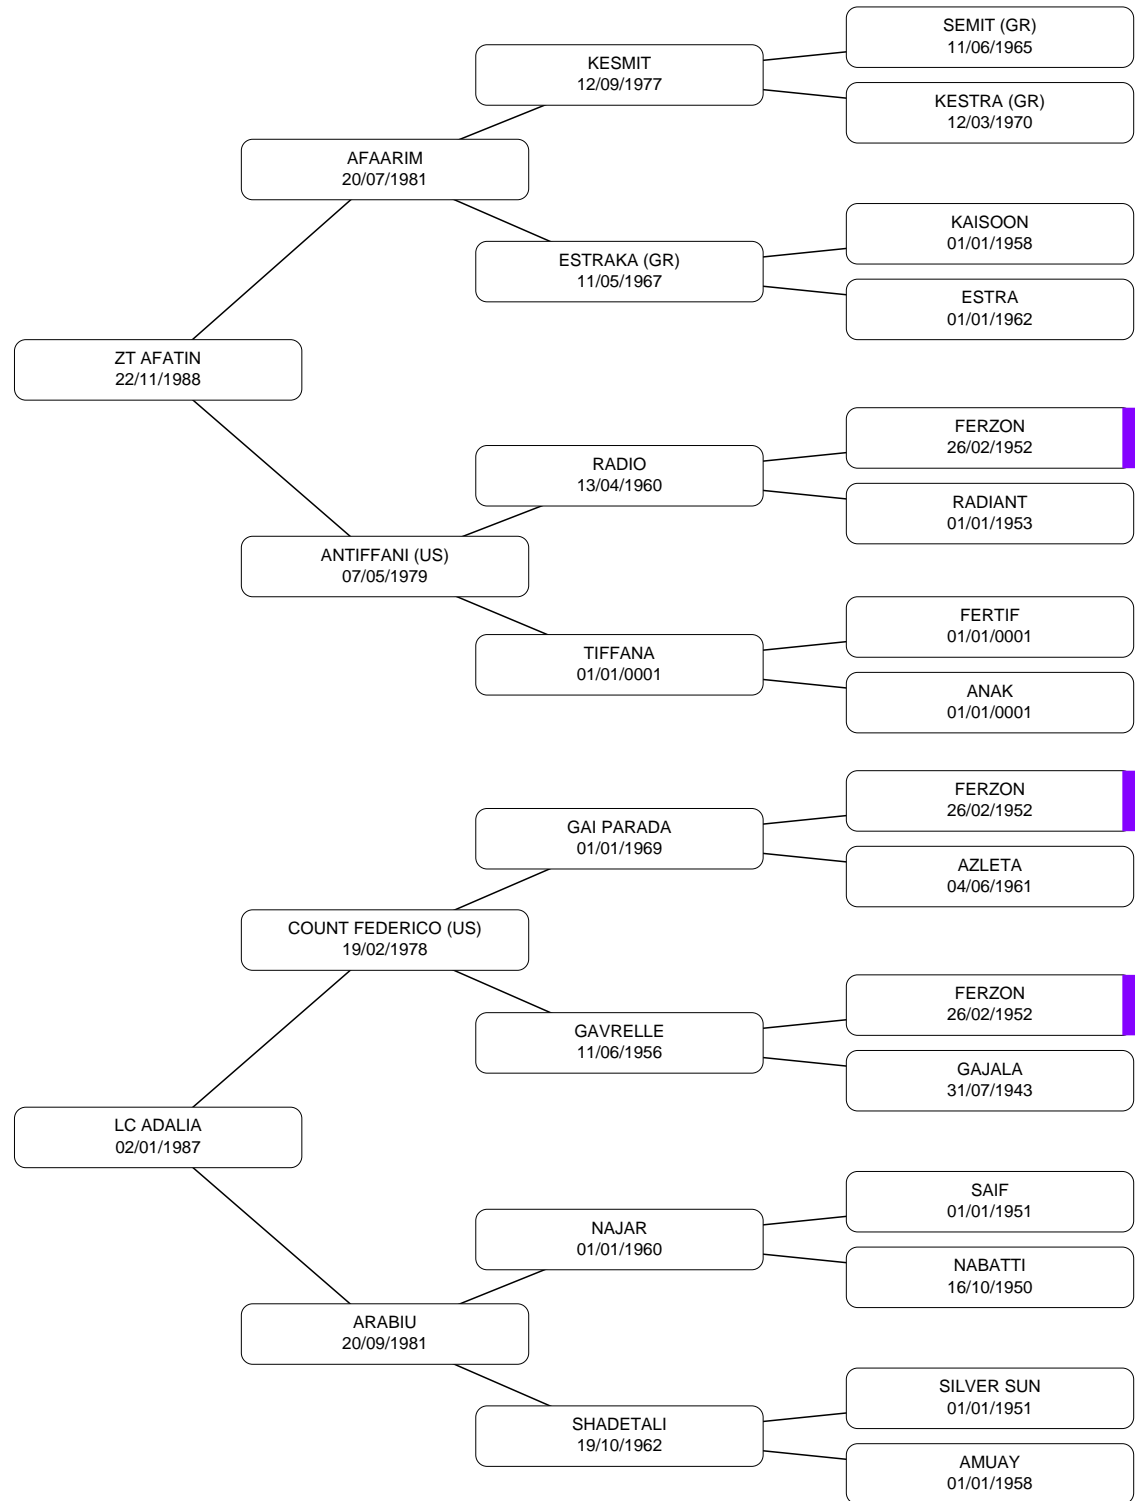 SEMIT (GR)
11/06/1965
KESMIT
12/09/1977
KESTRA (GR)
12/03/1970
AFAARIM
20/07/1981
KAISOON
01/01/1958
ESTRAKA (GR)
11/05/1967
ESTRA
01/01/1962
ZT AFATIN
22/11/1988
FERZON
26/02/1952
RADIO
13/04/1960
RADIANT
01/01/1953
ANTIFFANI (US)
07/05/1979
FERTIF
01/01/0001
TIFFANA
01/01/0001
ANAK
01/01/0001
FERZON
26/02/1952
GAI PARADA
01/01/1969
AZLETA
04/06/1961
COUNT FEDERICO (US)
19/02/1978
FERZON
26/02/1952
GAVRELLE
11/06/1956
GAJALA
31/07/1943
LC ADALIA
02/01/1987
SAIF
01/01/1951
NAJAR
01/01/1960
NABATTI
16/10/1950
ARABIU
20/09/1981
SILVER SUN
01/01/1951
SHADETALI
19/10/1962
AMUAY
01/01/1958